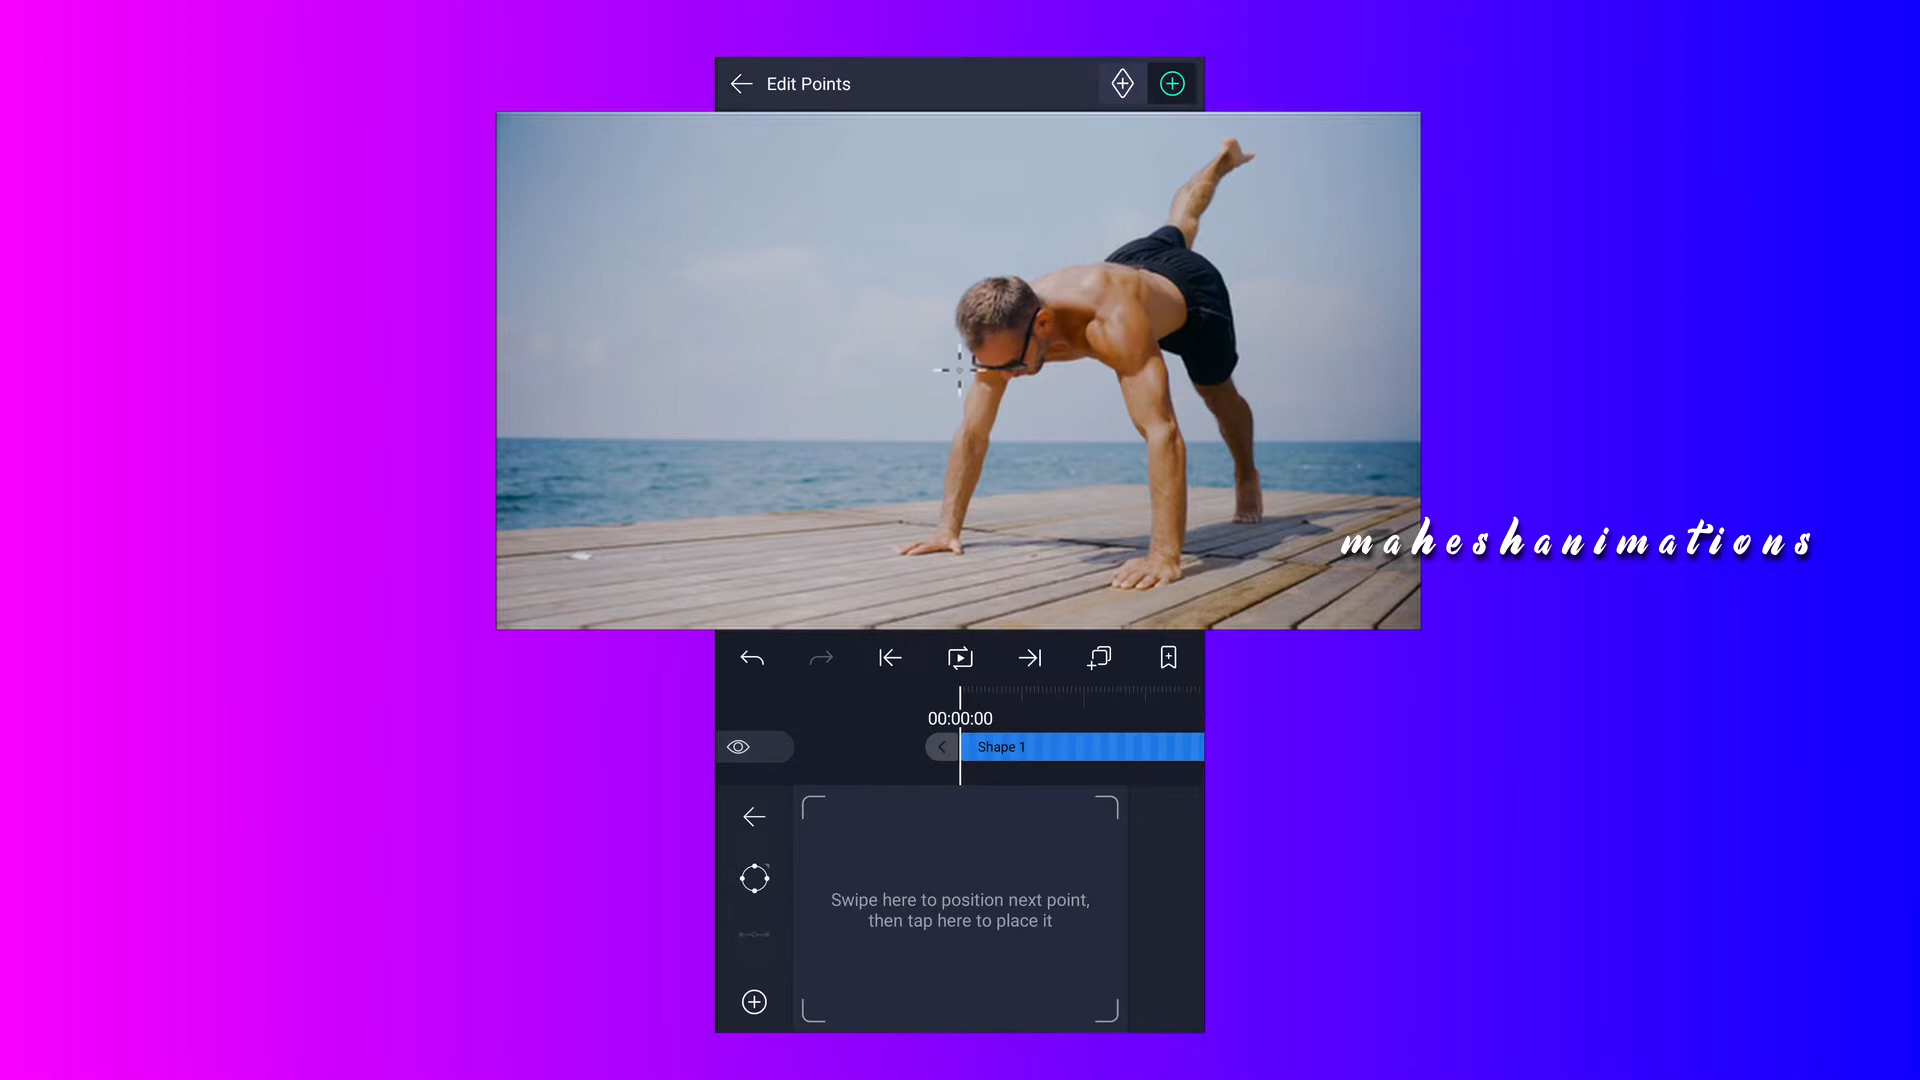 Edit Points
maheshanimations
00:00:00
Shape 1
Swipe here to position next point,
then tap here to place it